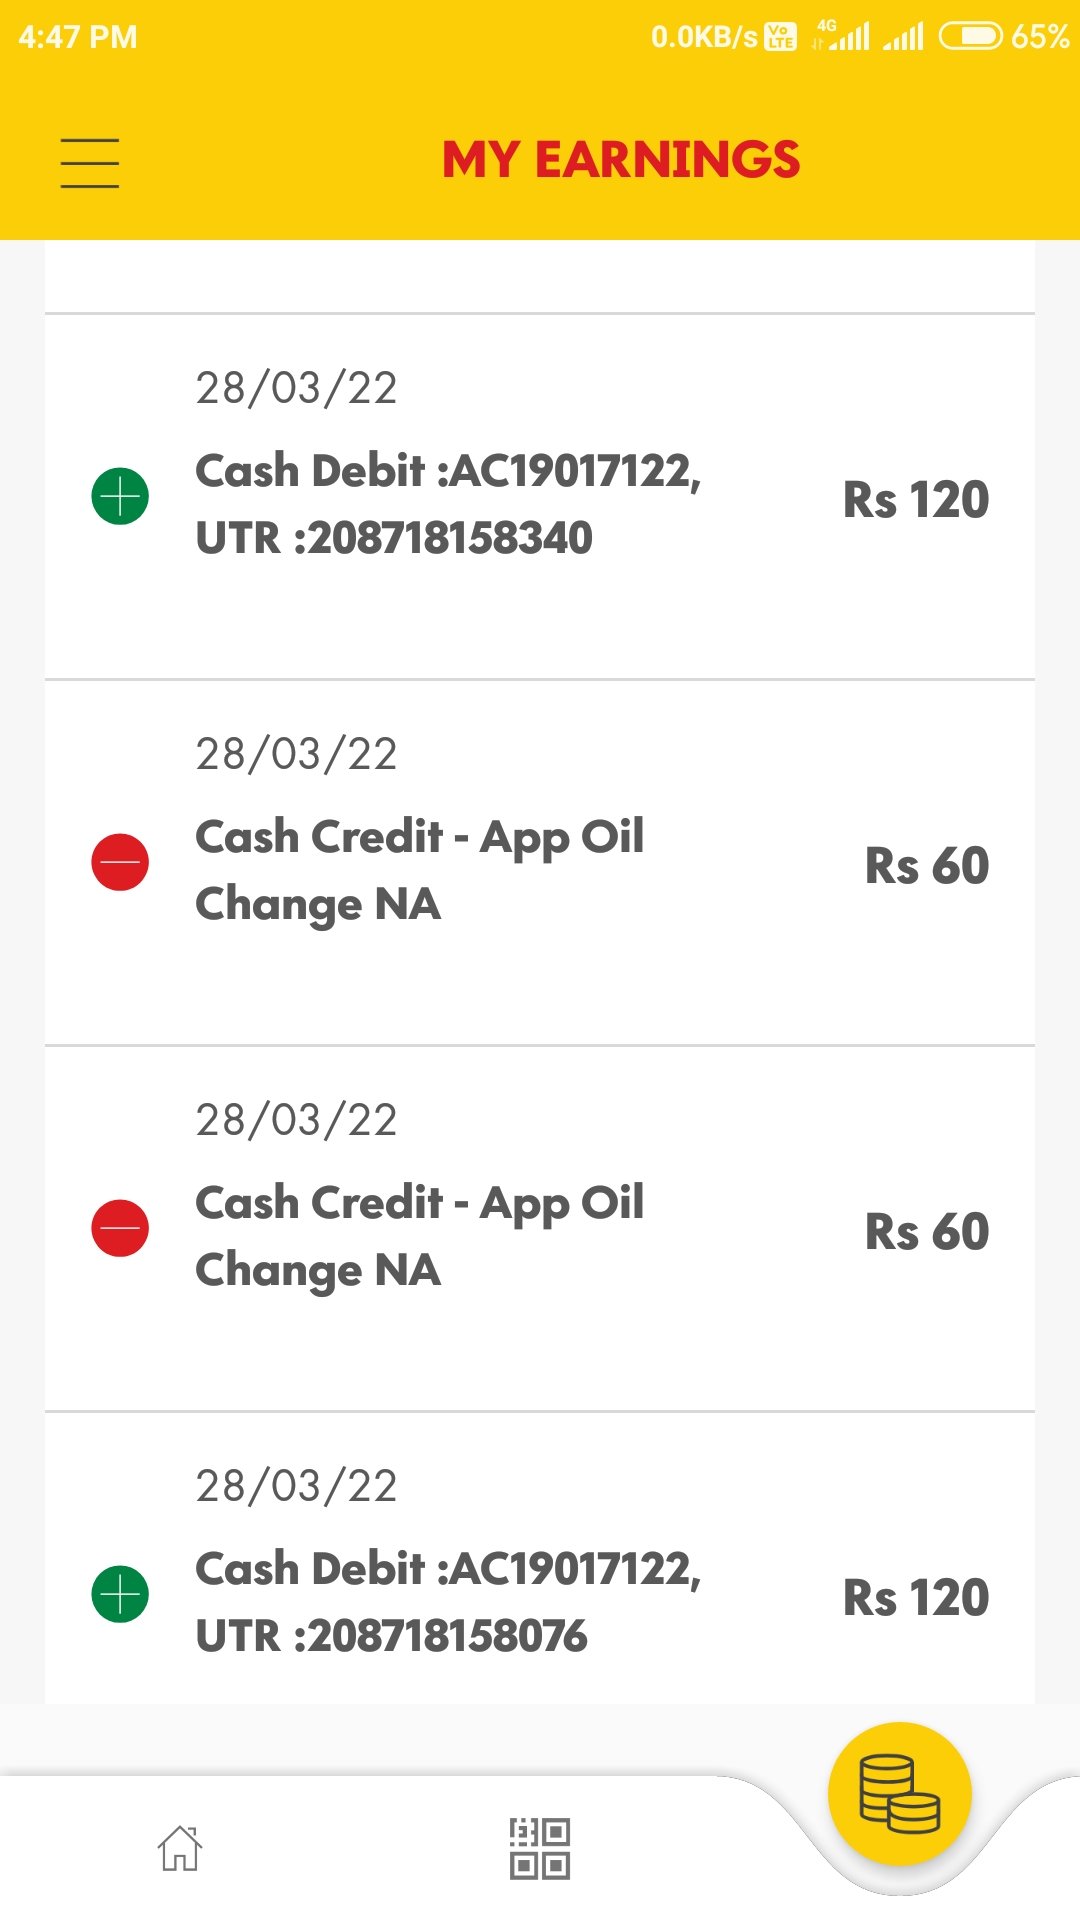 4:47 PM 0.0KB/s Vo LTE 4G 65%
MY EARNINGS
28/03/22
Cash Debit :AC19017122,
UTR :208718158340
Rs 120
28/03/22
Cash Credit - App Oil
Change NA
Rs 60
28/03/22
Cash Credit - App Oil
Change NA
Rs 60
28/03/22
Cash Debit :AC19017122,
UTR :208718158076
Rs 120